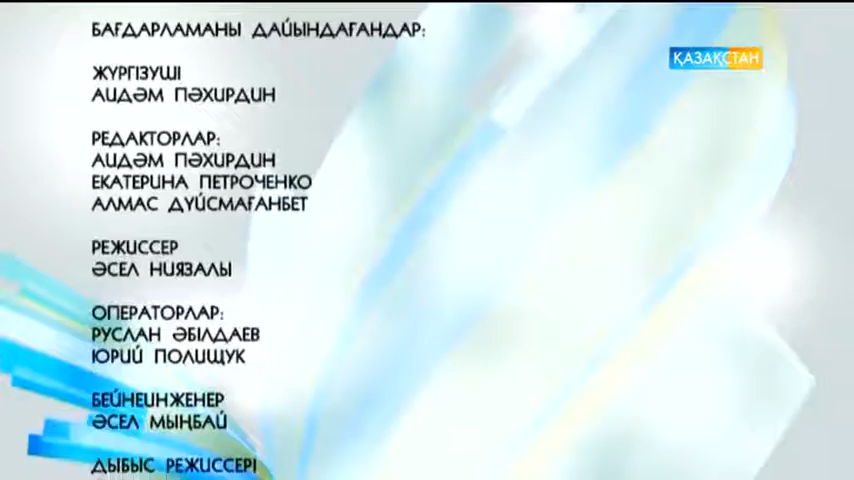 БАҒДАРЛАМАНЫ ДАЙЫНДАҒАНДАР:
ҚАЗАҚСТАН
ЖҮРГІЗУШІ
АИДӘМ ПӘХИРДИН
РЕДАКТОРЛАР:
АИДӘМ ПӘХИРДИН
ЕКАТЕРИНА ПЕТРОЧЕНКО
АЛМАС ДҮЙСМАҒАНБЕТ
РЕЖИССЕР
ӘСЕЛ НИЯЗАЛЫ
ОПЕРАТОРЛАР:
РУСЛАН ӘБІЛДАЕВ
ЮРИЙ ПОЛИЩУК
БЕЙНЕИНЖЕНЕР
ӘСЕЛ МЫҢБАЙ
ДЫБЫС РЕЖИССЕРІ